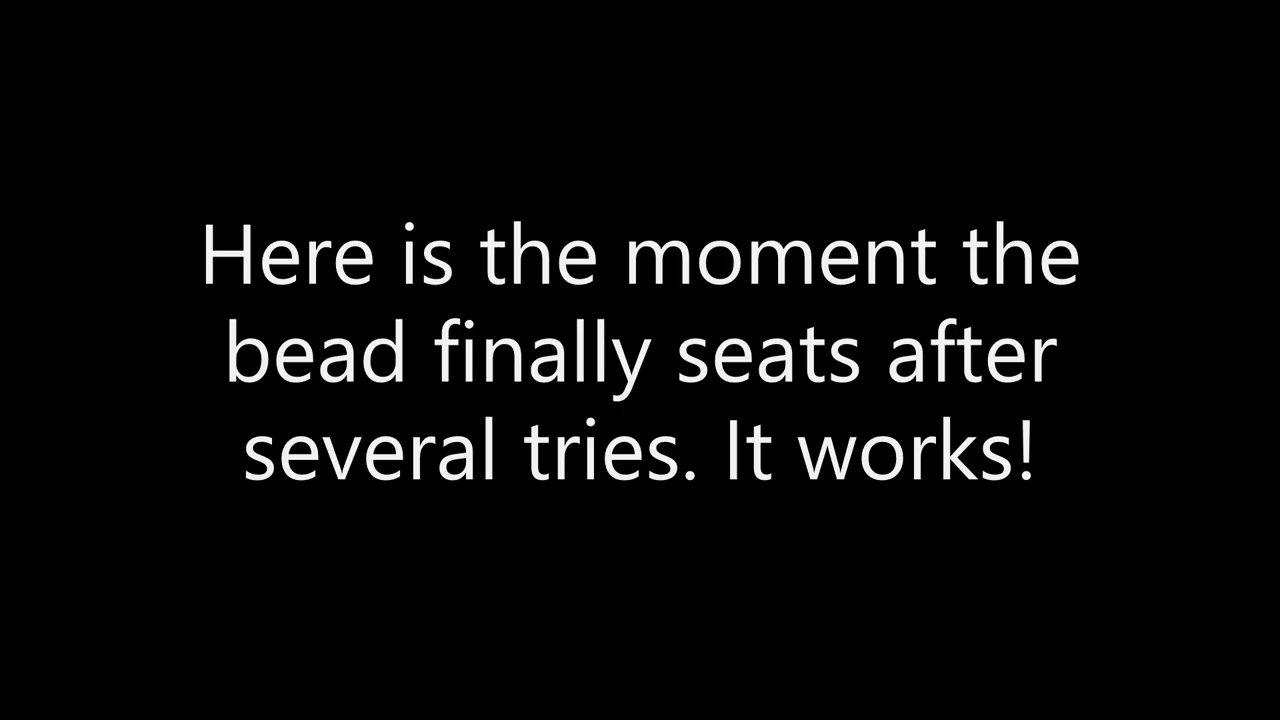 Here is the moment the
bead finally seats after
several tries. It works!